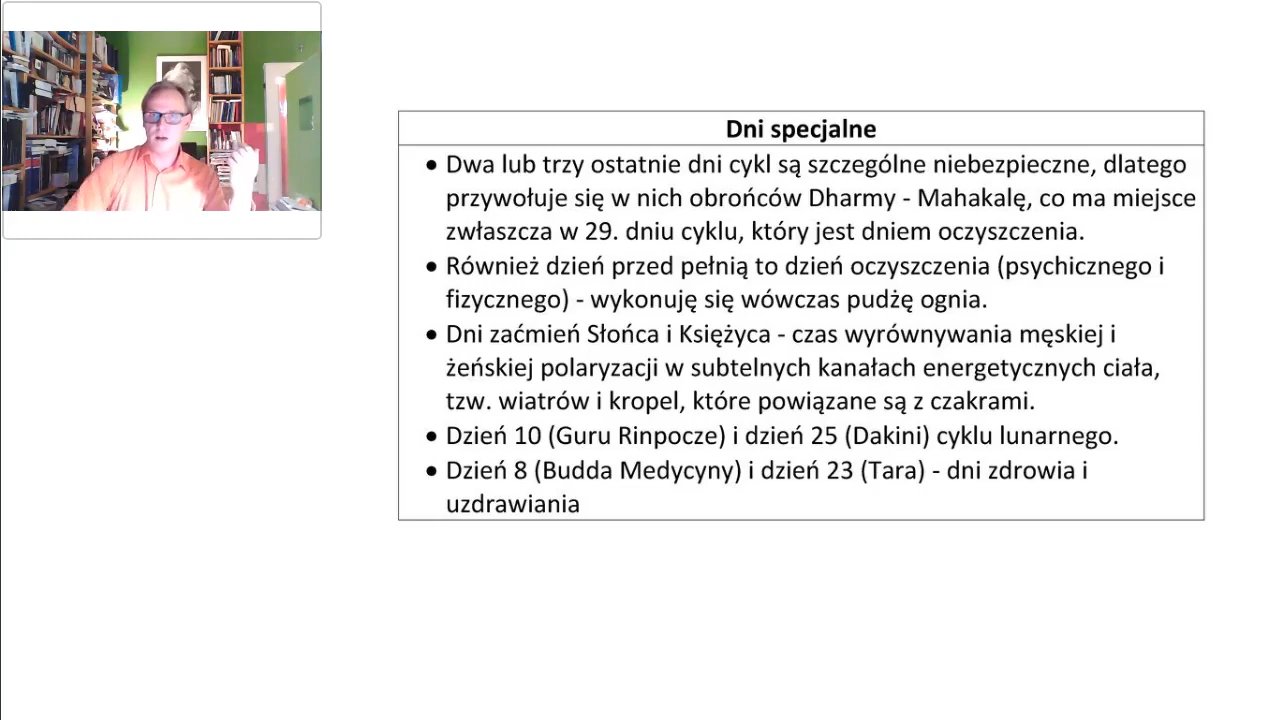 Dni specjalne
• Dwa lub trzy ostatnie dni cykl są szczególne niebezpieczne, dlatego
przywołuje się w nich obrońców Dharmy - Mahakalę, co ma miejsce
zwłaszcza w 29. dniu cyklu, który jest dniem oczyszczenia.
• Również dzień przed pełnią to dzień oczyszczenia (psychicznego i
fizycznego) - wykonuję się wówczas pudżę ognia.
• Dni zaćmień Słońca i Księżyca - czas wyrównywania męskiej i
żeńskiej polaryzacji w subtelnych kanałach energetycznych ciała,
tzw. wiatrów i kropel, które powiązane są z czakrami.
• Dzień 10 (Guru Rinpocze) i dzień 25 (Dakini) cyklu lunarnego.
• Dzień 8 (Budda Medycyny) i dzień 23 (Tara) - dni zdrowia i
uzdrawiania